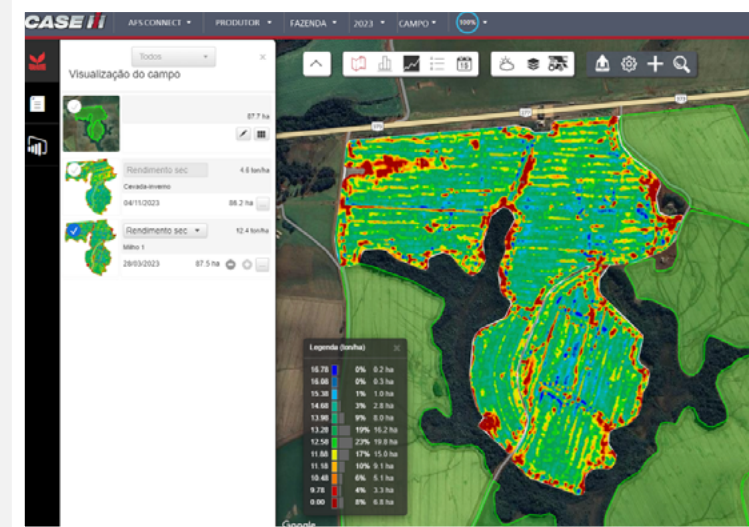 CASE IH AFS CONNECT PRODUTOR FAZENDA 2023 CAMPO 100%
Todos
Visualização do campo
87.7 ha
Rendimento sec 4.6 ton/ha
Cevada-inverno
04/11/2023 86.2 ha
Rendimento sec 12.4 ton/ha
Milho 1
28/03/2023 87.5 ha
Legenda (ton/ha)
16.78 0% 0.2 ha
16.08 0% 0.3 ha
15.38 1% 1.0 ha
14.68 3% 2.8 ha
13.98 9% 8.0 ha
13.28 19% 16.2 ha
12.58 23% 19.8 ha
11.88 17% 15.0 ha
11.18 10% 9.1 ha
10.48 6% 5.1 ha
9.78 4% 3.3 ha
0.00 8% 6.8 ha
Google